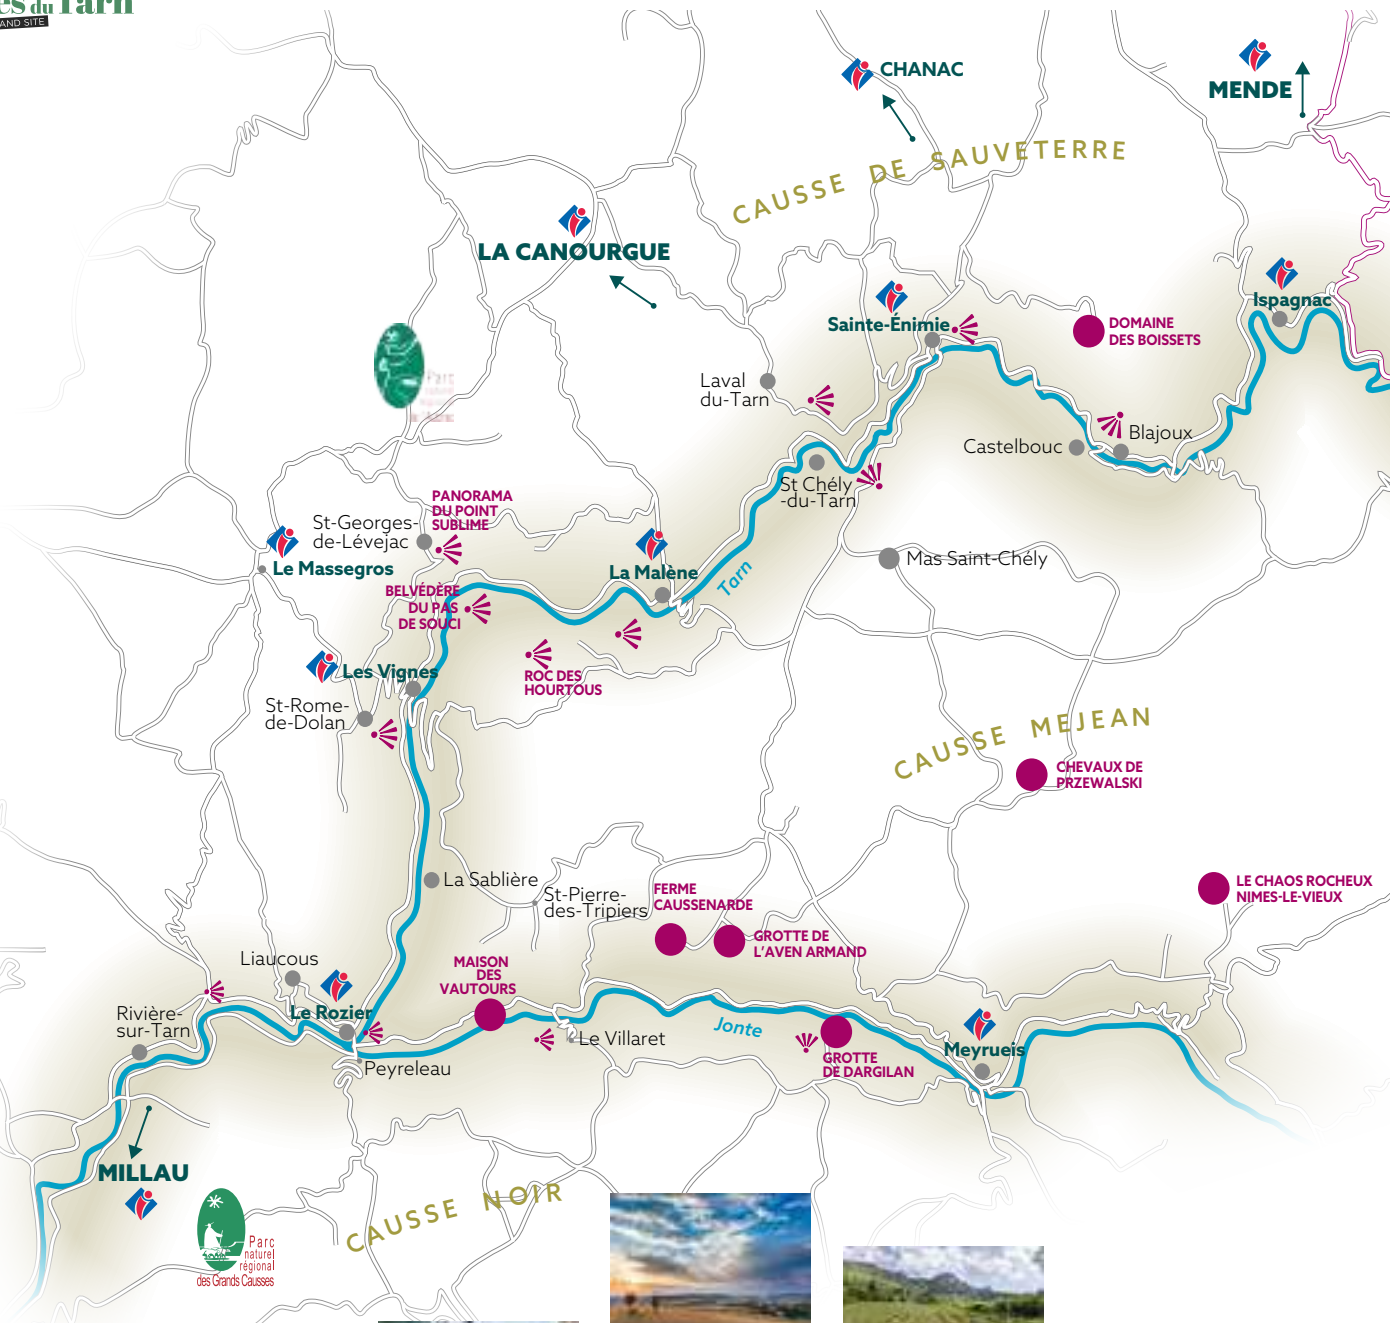 es du Tarn
AND SITE
CHANAC
MENDE
CAUSSE DE SAUVETERRE
LA CANOURGUE
Ispagnac
Sainte-Énimie
DOMAINE
DES BOISSETS
Parc
naturel
régional
Laval
du-Tarn
Castelbouc
Blajoux
St Chély
-du-Tarn
PANORAMA
DU POINT
SUBLIME
St-Georges-
de-Lévejac
Le Massegros
La Malène
Tarn
Mas Saint-Chély
BELVÉDÈRE
DU PAS
DE SOUCI
Les Vignes
ROC DES
HOURTOUS
St-Rome-
de-Dolan
CAUSSE MEJEAN
CHEVAUX DE
PRZEWALSKI
La Sablière
St-Pierre-
des-Tripiers
FERME
CAUSSENARDE
LE CHAOS ROCHEUX
NIMES-LE-VIEUX
GROTTE DE
L'AVEN ARMAND
Liaucous
MAISON
DES
VAUTOURS
Le Rozier
Rivière-
sur-Tarn
Jonte
Le Villaret
Meyrueis
Peyreleau
GROTTE
DE DARGILAN
MILLAU
CAUSSE NOIR
Parc
naturel
régional
des Grands Causses